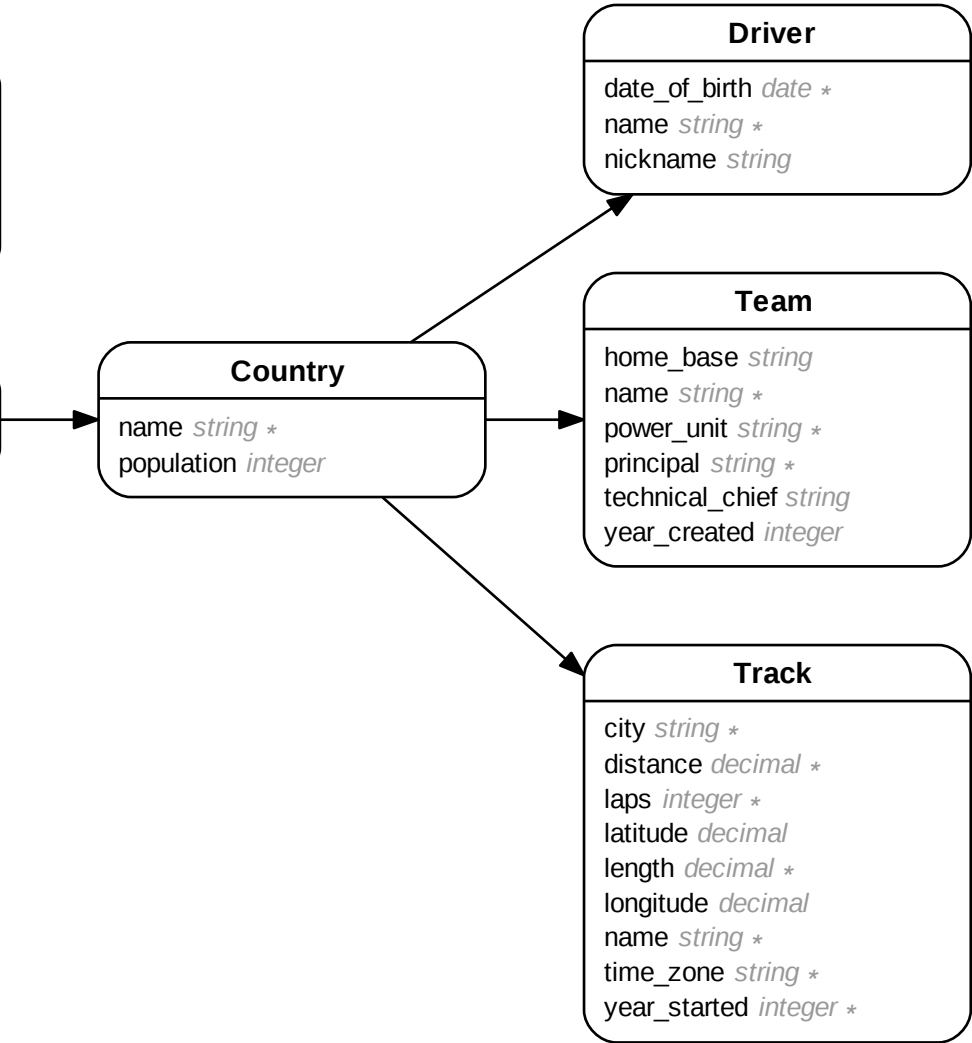 Driver
date_of_birth date *
name string *
nickname string
Team
home_base string
name string *
power_unit string *
principal string *
technical_chief string
year_created integer
Country
name string *
population integer
Track
city string *
distance decimal *
laps integer *
latitude decimal
length decimal *
longitude decimal
name string *
time_zone string *
year_started integer *